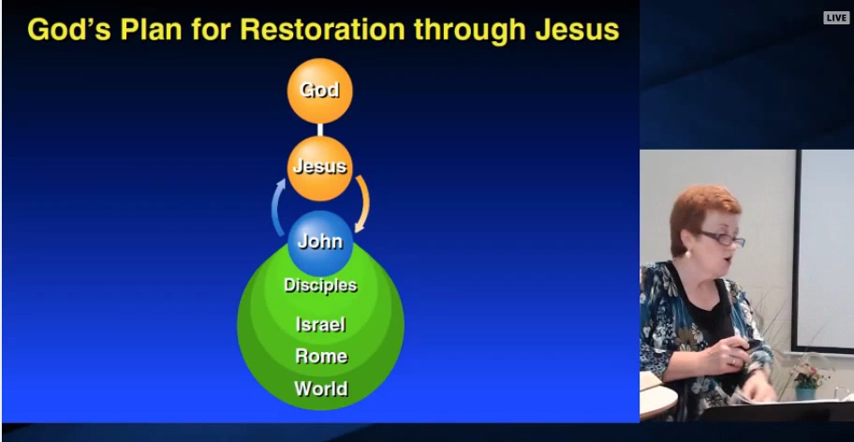 God's Plan for Restoration through Jesus
LIVE
God
Jesus
John
Disciples
Israel
Rome
World